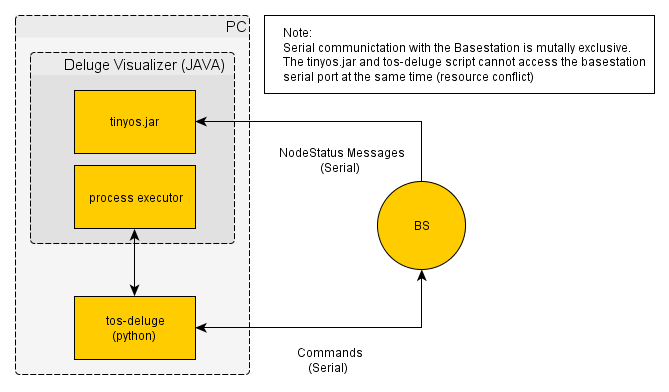 PC
Note:
Serial communictation with the Basestation is mutally exclusive.
The tinyos.jar and tos-deluge script cannot access the basestation
serial port at the same time (resource conflict)
Deluge Visualizer (JAVA)
tinyos.jar
NodeStatus Messages
(Serial)
process executor
BS
tos-deluge
(python)
Commands
(Serial)